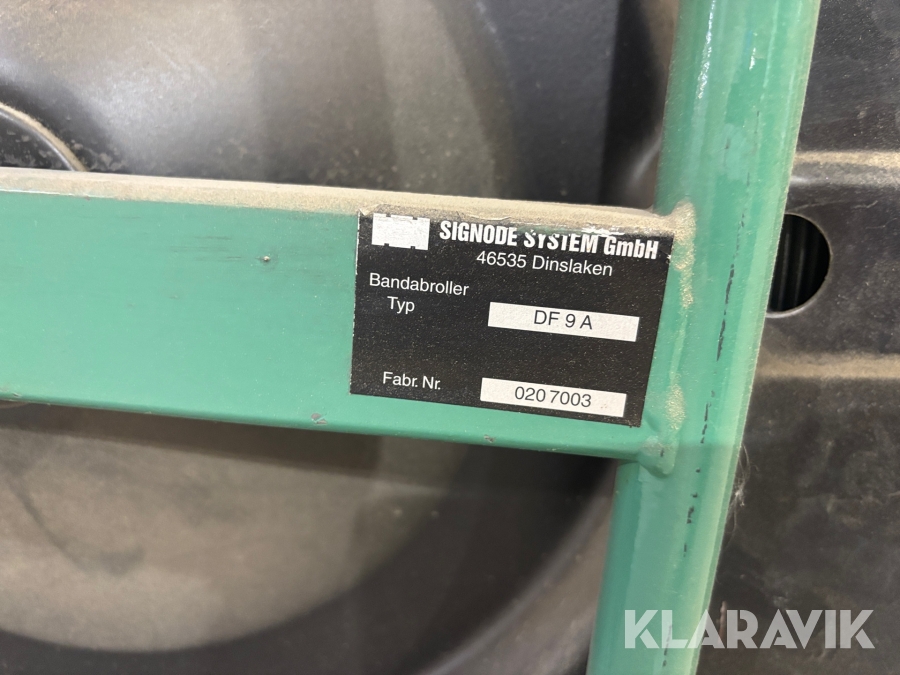 SIGNODE SYSTEM GmbH
46535 Dinslaken
Bandabroller
Typ
DF 9 A
Fabr. Nr.
020 7003
KLARAVIK